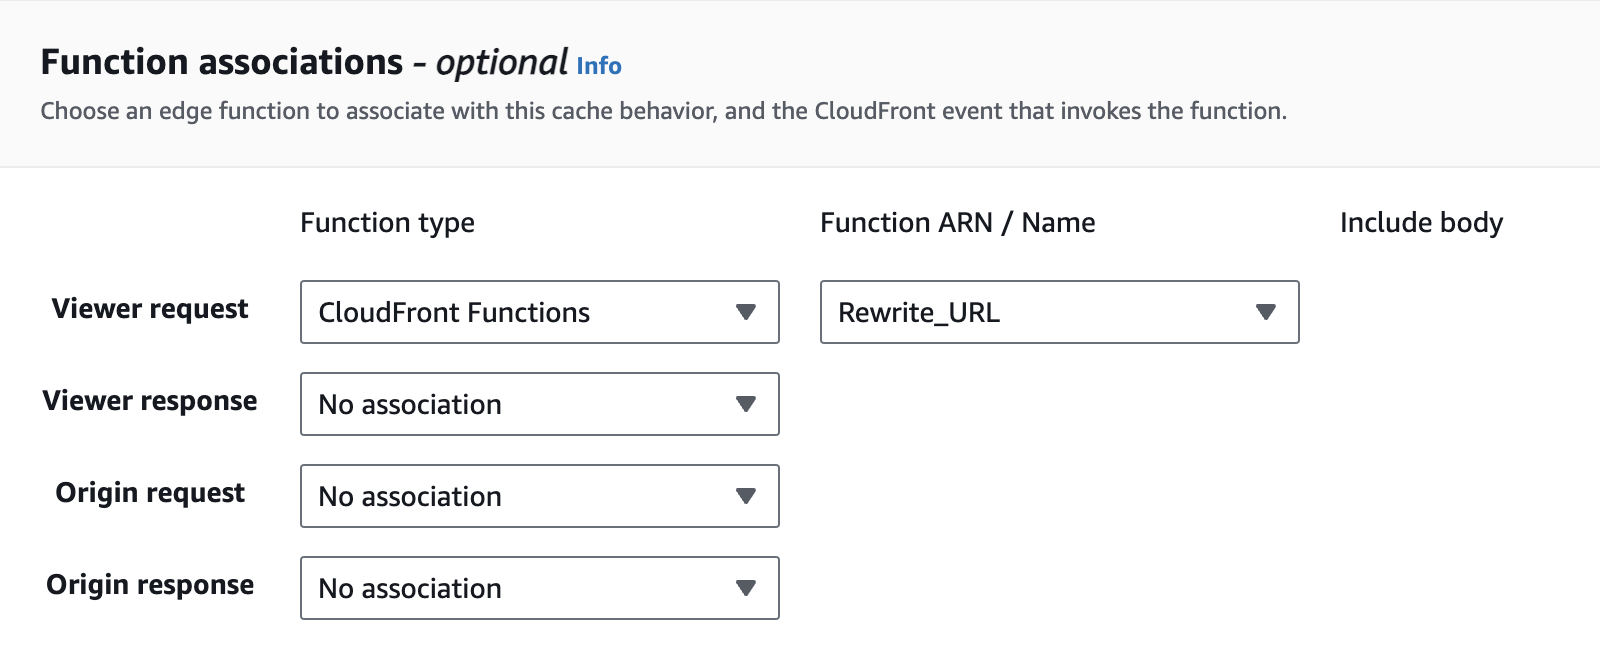 Function associations - optional Info
Choose an edge function to associate with this cache behavior, and the CloudFront event that invokes the function.
Function type Function ARN / Name Include body
Viewer request CloudFront Functions Rewrite_URL
Viewer response No association
Origin request No association
Origin response No association